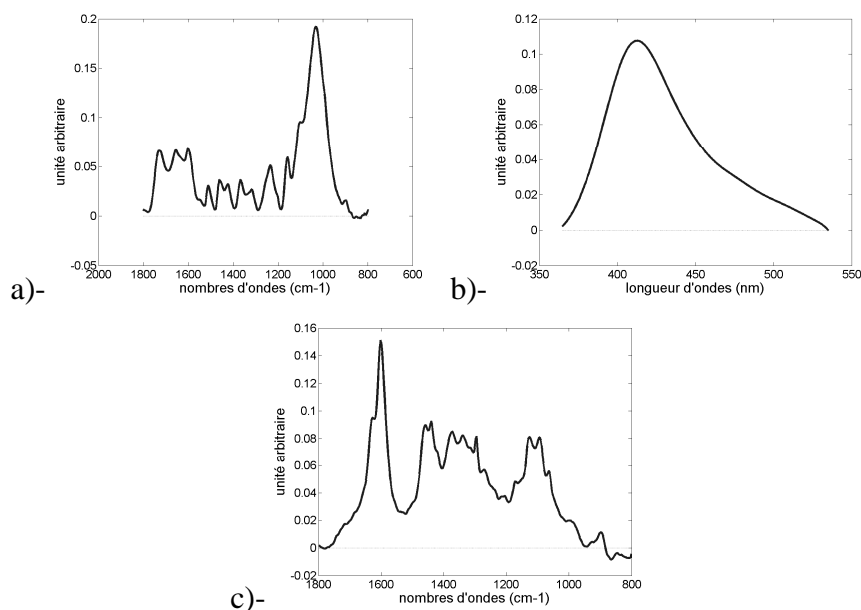 0.2
0.15
0.1
0.05
0
-0.05
2000 1800 1600 1400 1200 1000 800 600
unité arbitraire
nombres d'ondes (cm-1)
a)-
0.12
0.1
0.08
0.06
0.04
0.02
0
-0.02
350 400 450 500 550
unité arbitraire
longueur d'ondes (nm)
b)-
0.16
0.14
0.12
0.1
0.08
0.06
0.04
0.02
0
-0.02
1800 1600 1400 1200 1000 800
unité arbitraire
nombres d'ondes (cm-1)
c)-